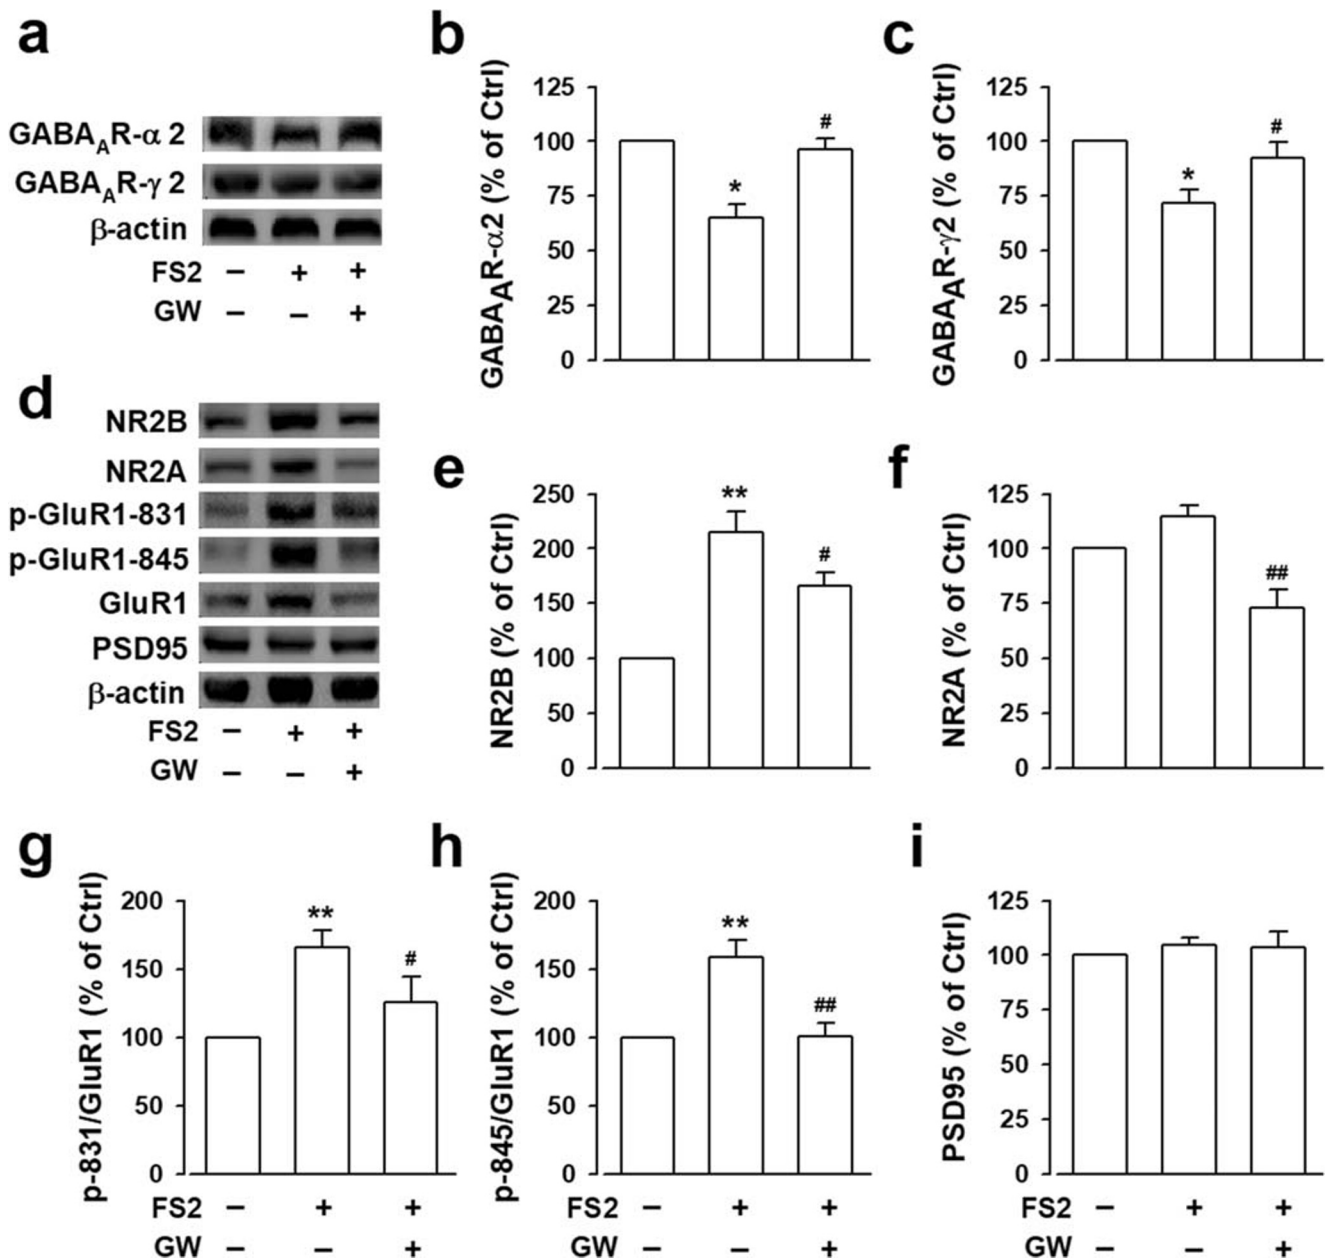 a
GABAAR-α 2
GABAAR-γ 2
β-actin
FS2 – + +
GW – – +
b
GABAAR-α2 (% of Ctrl)
125
100
75
50
25
0
*
#
c
GABAAR-γ2 (% of Ctrl)
125
100
75
50
25
0
*
#
d
NR2B
NR2A
p-GluR1-831
p-GluR1-845
GluR1
PSD95
β-actin
FS2 – + +
GW – – +
e
NR2B (% of Ctrl)
250
200
150
100
50
0
**
#
f
NR2A (% of Ctrl)
125
100
75
50
25
0
##
g
p-831/GluR1 (% of Ctrl)
200
150
100
50
0
**
#
FS2 – + +
GW – – +
h
p-845/GluR1 (% of Ctrl)
200
150
100
50
0
**
##
FS2 – + +
GW – – +
i
PSD95 (% of Ctrl)
125
100
75
50
25
0
FS2 – + +
GW – – +